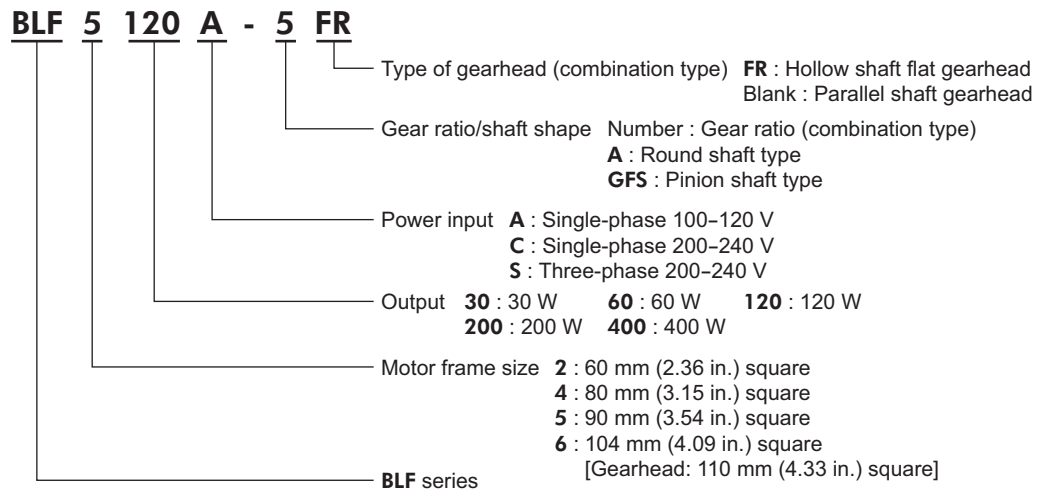 BLF 5 120 A - 5 FR
Type of gearhead (combination type) FR : Hollow shaft flat gearhead
Blank : Parallel shaft gearhead
Gear ratio/shaft shape Number : Gear ratio (combination type)
A : Round shaft type
GFS : Pinion shaft type
Power input A : Single-phase 100–120 V
C : Single-phase 200–240 V
S : Three-phase 200–240 V
Output 30 : 30 W 60 : 60 W 120 : 120 W
200 : 200 W 400 : 400 W
Motor frame size 2 : 60 mm (2.36 in.) square
4 : 80 mm (3.15 in.) square
5 : 90 mm (3.54 in.) square
6 : 104 mm (4.09 in.) square
[Gearhead: 110 mm (4.33 in.) square]
BLF series